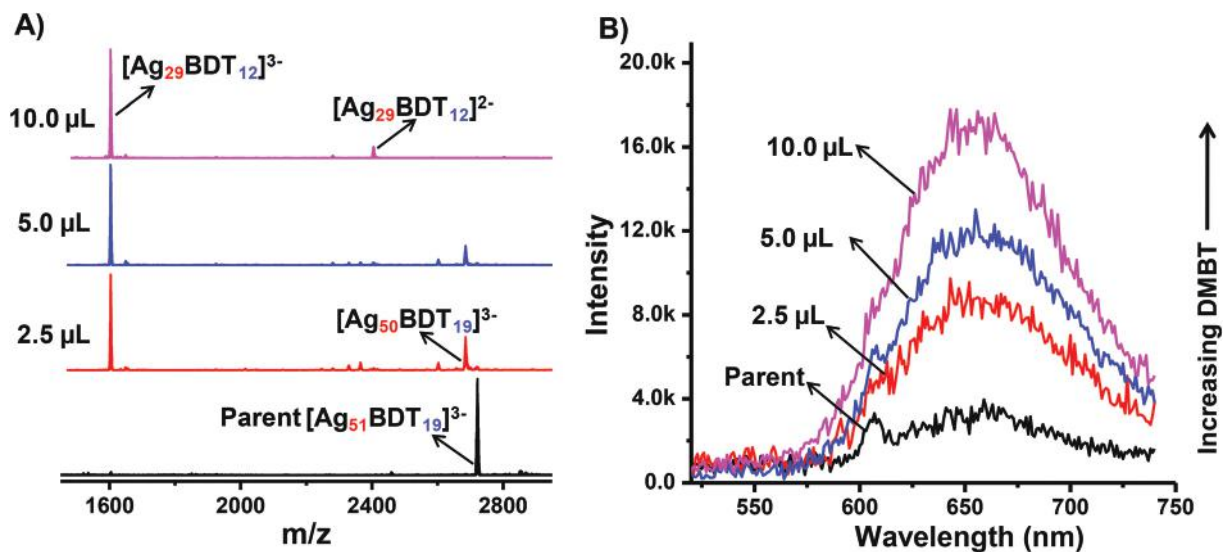 A)
[Ag29BDT12]3-
10.0 µL
[Ag29BDT12]2-
5.0 µL
[Ag50BDT19]3-
2.5 µL
Parent [Ag51BDT19]3-
1600 2000 2400 2800
m/z
B)
20.0k
16.0k
12.0k
8.0k
4.0k
0.0
Intensity
10.0 µL
5.0 µL
2.5 µL
Parent
550 600 650 700 750
Wavelength (nm)
Increasing DMBT